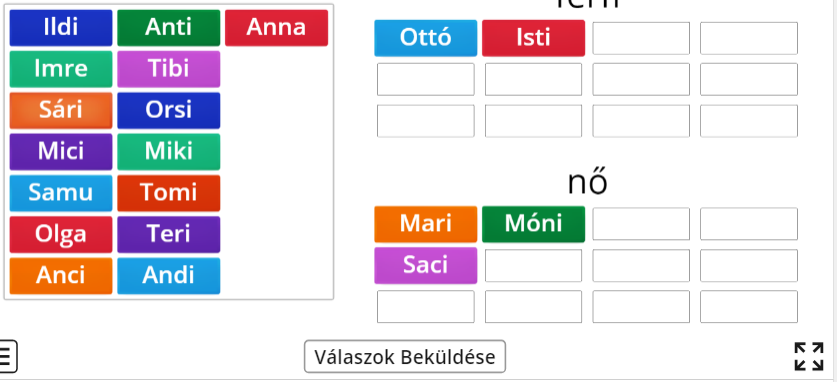 Ildi Anti Anna
Imre Tibi
Sári Orsi
Mici Miki
Samu Tomi
Olga Teri
Anci Andi
Ottó Isti
nő
Mari Móni
Saci
Válaszok Beküldése